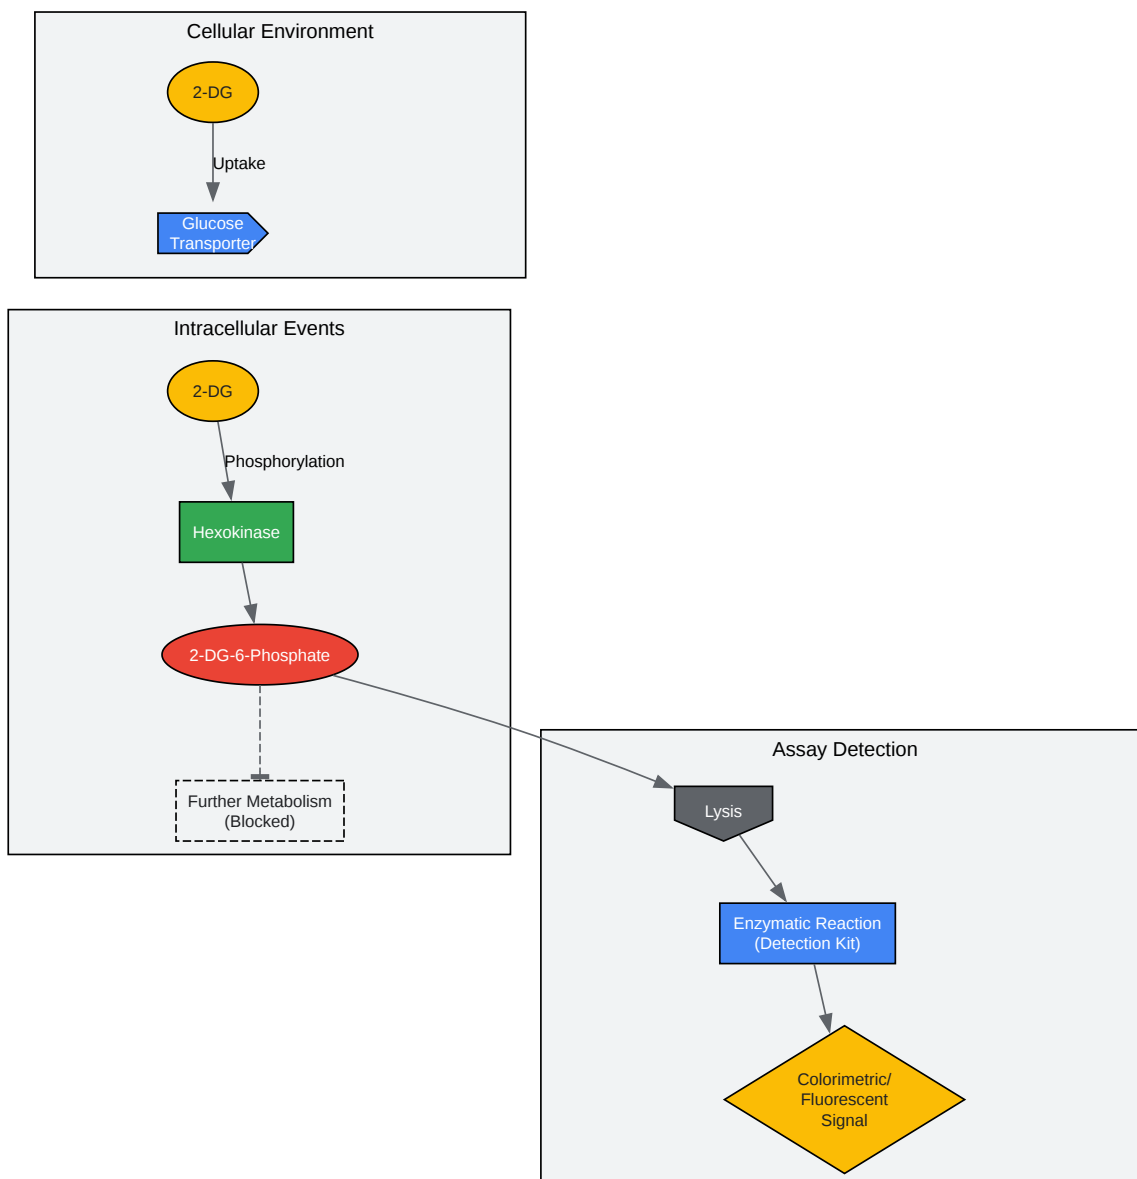 Cellular Environment
2-DG
Uptake
Glucose
Transporter
Intracellular Events
2-DG
Phosphorylation
Hexokinase
2-DG-6-Phosphate
Further Metabolism
(Blocked)
Assay Detection
Lysis
Enzymatic Reaction
(Detection Kit)
Colorimetric/
Fluorescent
Signal